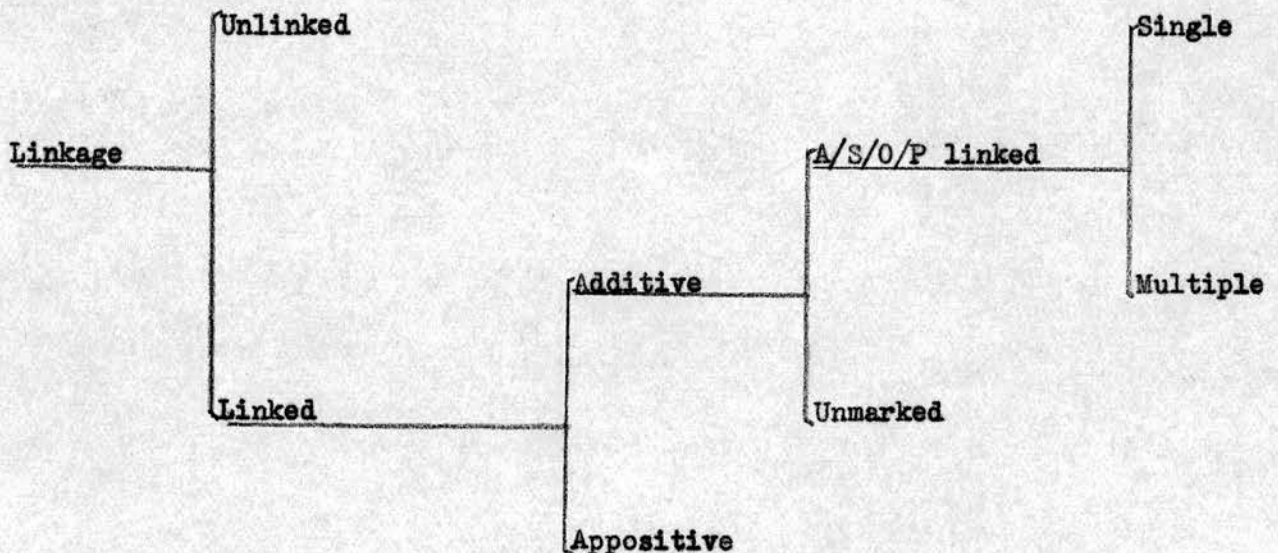 Unlinked
Single
Linkage
A/S/O/P linked
Additive
Multiple
Linked
Unmarked
Appositive